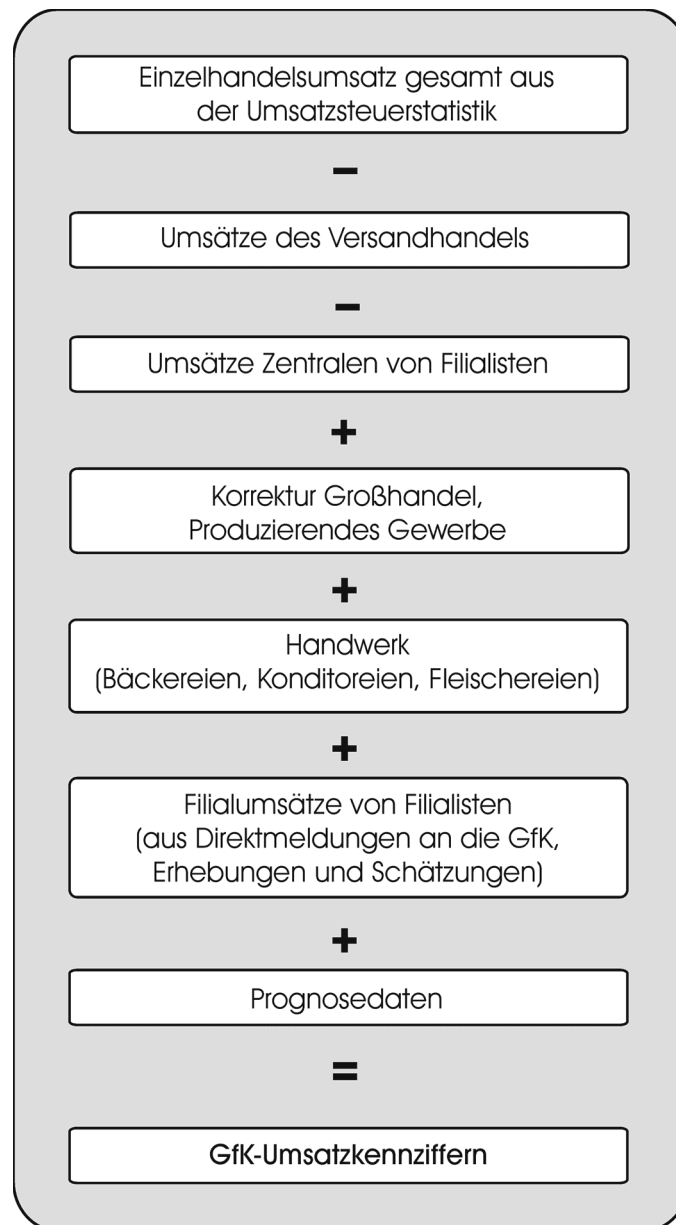 Einzelhandelsumsatz gesamt aus
der Umsatzsteuerstatistik
–
Umsätze des Versandhandels
–
Umsätze Zentralen von Filialisten
+
Korrektur Großhandel,
Produzierendes Gewerbe
+
Handwerk
(Bäckereien, Konditoreien, Fleischereien)
+
Filialumsätze von Filialisten
(aus Direktmeldungen an die GfK,
Erhebungen und Schätzungen)
+
Prognosedaten
=
GfK-Umsatzkennziffern